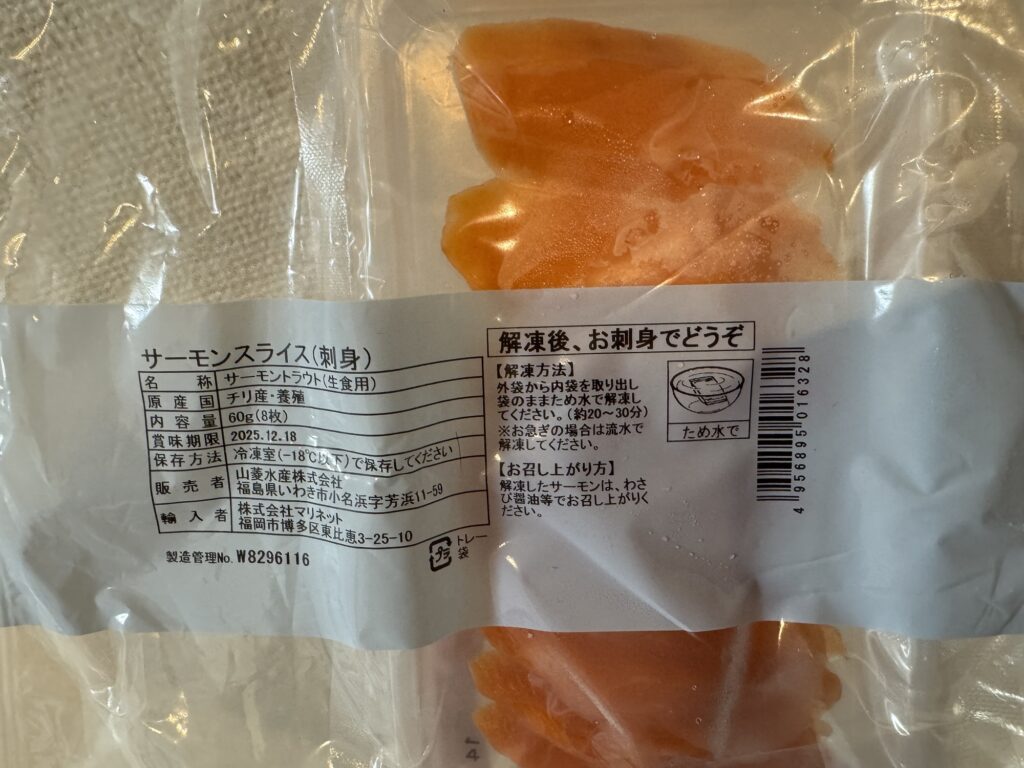 サーモンスライス(刺身)
名称 サーモントラウト(生食用)
原産国 チリ産・養殖
内容量 60g(8枚)
賞味期限 2025.12.18
保存方法 冷凍室(-18℃以下)で保存してください
販売者 山菱水産株式会社
福島県いわき市小名浜字芳浜11-59
輸入者 株式会社マリネット
福岡市博多区東比恵3-25-10
製造管理No. W8296116
プラ トレー
袋
解凍後、お刺身でどうぞ
【解凍方法】
外袋から内袋を取り出し
袋のままため水で解凍し
てください。(約20～30分)
※お急ぎの場合は流水で
解凍してください。
ため水で
【お召し上がり方】
解凍したサーモンは、わさ
び醤油等でお召し上がりく
ださい。
4956895016328
14